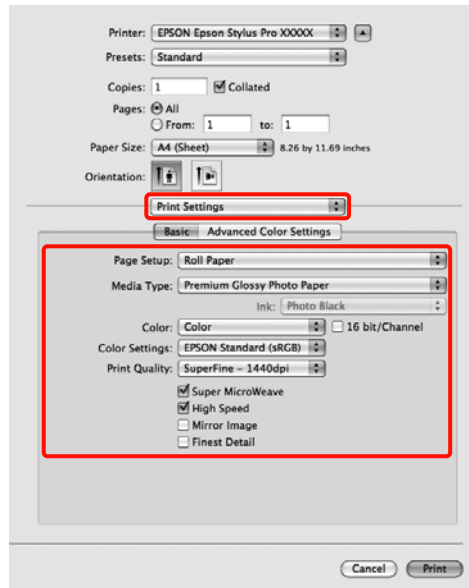 Printer: EPSON Epson Stylus Pro XXXXX
Presets: Standard
Copies: 1 Collated
Pages: All
From: 1 to: 1
Paper Size: A4 (Sheet) 8.26 by 11.69 inches
Orientation:
Print Settings
Basic Advanced Color Settings
Page Setup: Roll Paper
Media Type: Premium Glossy Photo Paper
Ink: Photo Black
Color: Color 16 bit/Channel
Color Settings: EPSON Standard (sRGB)
Print Quality: SuperFine - 1440dpi
Super MicroWeave
High Speed
Mirror Image
Finest Detail
Cancel Print